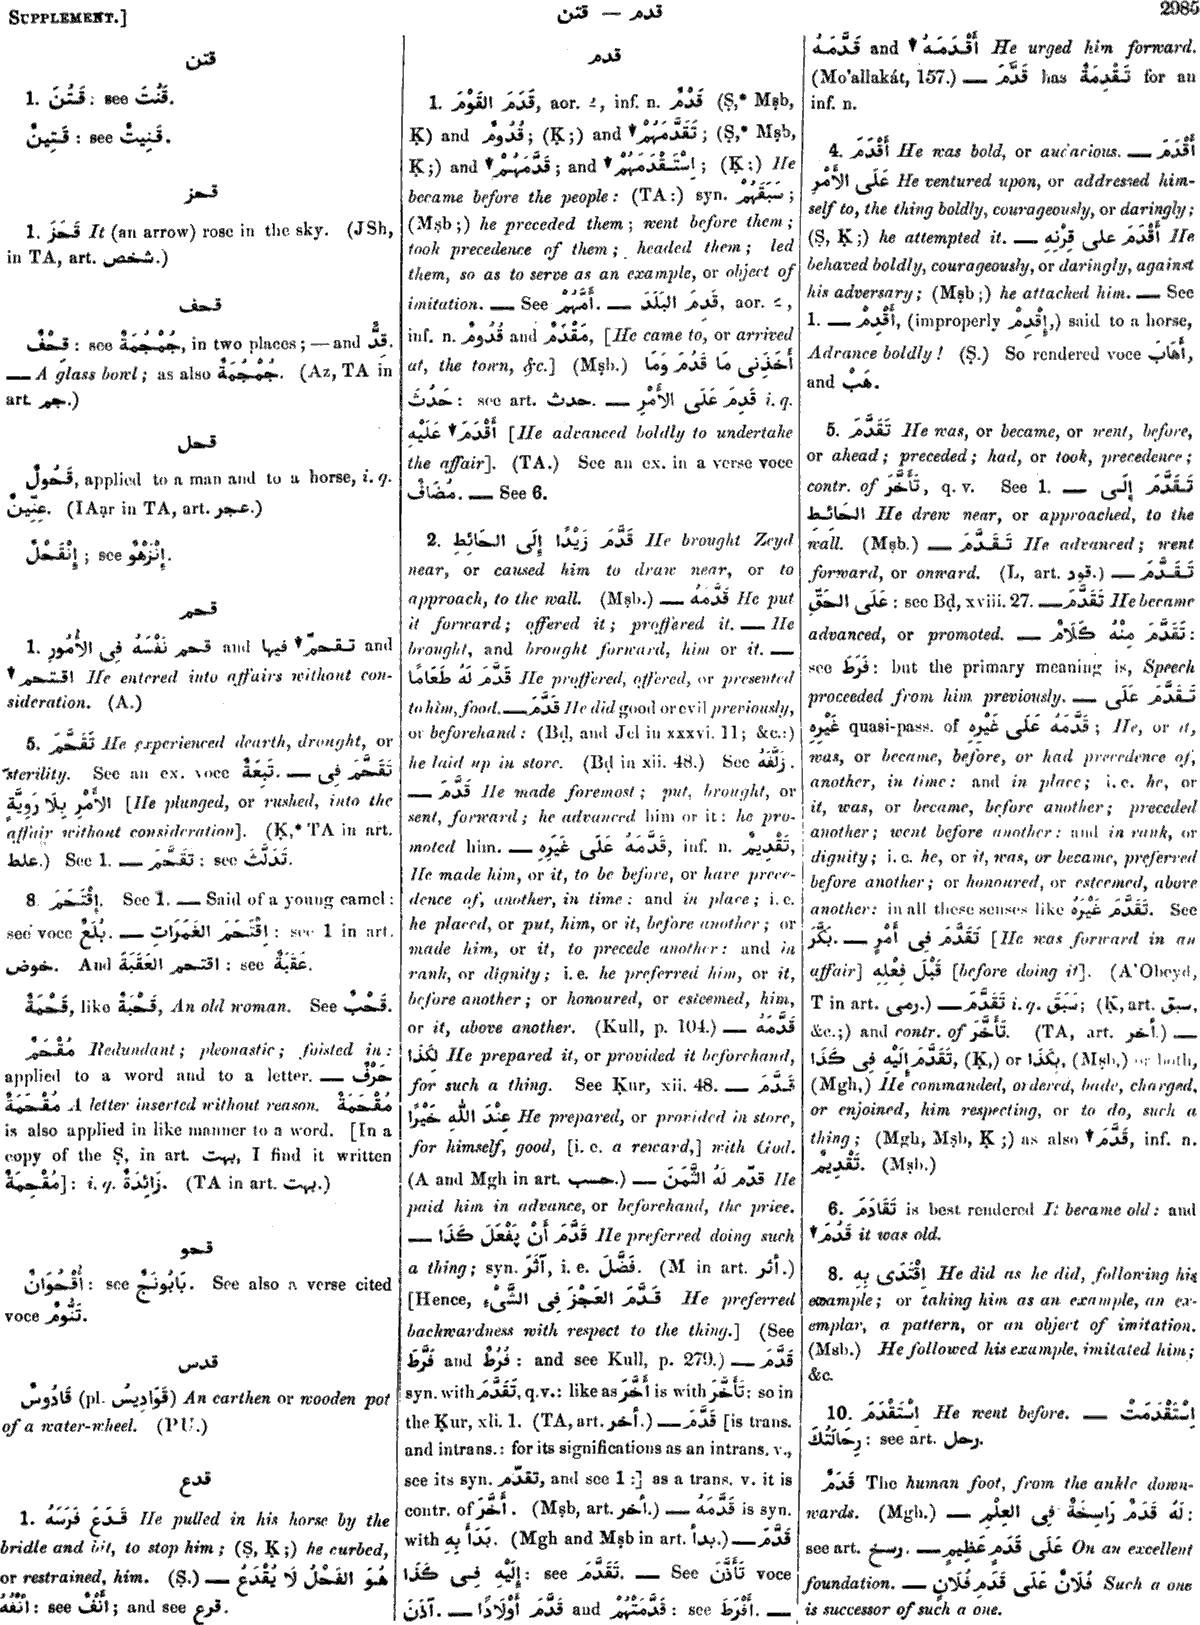 SUPPLEMENT.]
قدم — قتن
2985
قتن
1. قَتُنَ : see قَنُتَ.
قَتِينٌ : see قَنِيتٌ.
قحز
1. قَحَزَ It (an arrow) rose in the sky. (JSh,
in TA, art. شخص.)
قحف
قحْفٌ : see جُمْجُمَةٌ, in two places; — and قدٌّ.
— A glass bowl; as also جُمْجُمَةٌ. (Az, TA in
art. جمر.)
قحل
قَحُولٌ, applied to a man and to a horse, i. q.
عِنِّينٌ. (IAạr in TA, art. عجر.)
إِنْقَحْلٌ ; see إِنْزَهْوٌ.
قحم
1. قحم نَفْسَهُ فِى الأُمُورِ and تقحّم▼ فيها and
اقتحم▼ He entered into affairs without con-
sideration. (A.)
5. تَقَحَّمَ He experienced dearth, drought, or
sterility. See an ex. voce تَبِعَةٌ. — تَقَحَّمَ فِى
الأَمْرِ بِلَا رَوِيَّةٍ [He plunged, or rushed, into the
affair without consideration]. (Ḳ,* TA in art.
غلط.) See 1. — تَقَحَّمَ : see تَدَلَّثَ.
8. اِقْتَحَمَ. See 1. — Said of a young camel:
see voce بُلَعٌ. — اِقْتَحَمَ الغَمَرَاتِ : see 1 in art.
خوض. And اقتحم العَقَبَةَ : see عَقَبَةٌ.
قَحْمَةٌ, like قَحْبَةٌ, An old woman. See قَحْبٌ.
مُقْحَمٌ Redundant; pleonastic; foisted in:
applied to a word and to a letter. — حَرْفٌ
مُقْحَمَةٌ A letter inserted without reason. مُقْحَمَةٌ
is also applied in like manner to a word. [In a
copy of the Ṣ, in art. بهت, I find it written
مُقْحِمَةٌ]: i. q. زَائِدَةٌ. (TA in art. بهت.)
قحو
أُقْحُوَانٌ : see بَابُونَجٌ. See also a verse cited
voce تَنُّومٌ.
قدس
قَادُوسٌ (pl. قَوَادِيسُ) An earthen or wooden pot
of a water-wheel. (PU.)
قدع
1. قَدَعَ فَرَسَهُ He pulled in his horse by the
bridle and bit, to stop him; (Ṣ, Ḳ;) he curbed,
or restrained, him. (Ṣ.) — هُوَ الفَحْلُ لَا يُقْدَعُ
أَنْفُهُ : see أَنْفٌ; and see قرع.
قدم
1. قَدَمَ القَوْمَ, aor. ـُ, inf. n. قَدْمٌ (Ṣ,* Mṣb,
Ḳ) and قُدُومٌ; (Ḳ;) and تَقَدَّمَهُمْ▼; (Ṣ,* Mṣb,
Ḳ;) and قَدَّمَهُمْ▼; and اِسْتَقْدَمَهُمْ▼; (Ḳ:) He
became before the people: (TA:) syn. سَبَقَهُمْ;
(Mṣb;) he preceded them; went before them;
took precedence of them; headed them; led
them, so as to serve as an example, or object of
imitation. — See أَمَّهُمْ. — قَدِمَ البَلَدَ, aor. ـَ,
inf. n. قُدُومٌ and مَقْدَمٌ, [He came to, or arrived
at, the town, &c.] (Mṣb.) أَخَذَنِى مَا قَدُمَ وَمَا
حَدُثَ : see art. حدث. — قَدِمَ عَلَى الأَمْرِ i. q.
أَقْدَمَ▼ عَلَيْهِ [He advanced boldly to undertake
the affair]. (TA.) See an ex. in a verse voce
مُضَافٌ. — See 6.
2. قَدَّمَ زَيْدًا إِلَى الحَائِطِ He brought Zeyd
near, or caused him to draw near, or to
approach, to the wall. (Mṣb.) — قَدَّمَهُ He put
it forward; offered it; proffered it. — He
brought, and brought forward, him or it. —
قَدَّمَ لَهُ طَعَامًا He proffered, offered, or presented
to him, food. — قَدَّمَ He did good or evil previously,
or beforehand: (Bḍ, and Jel in xxxvi. 11; &c.:)
he laid up in store. (Bḍ in xii. 48.) See زَلَّفَهُ.
— قَدَّمَ He made foremost; put, brought, or
sent, forward; he advanced him or it: he pro-
moted him. — قَدَّمَهُ عَلَى غَيْرِهِ, inf. n. تَقْدِيمٌ,
He made him, or it, to be before, or have prece-
dence of, another, in time: and in place; i. e.
he placed, or put, him, or it, before another; or
made him, or it, to precede another: and in
rank, or dignity; i. e. he preferred him, or it,
before another; or honoured, or esteemed, him,
or it, above another. (Kull, p. 104.) — قَدَّمَهُ
لِكَذَا He prepared it, or provided it beforehand,
for such a thing. See Ḳur, xii. 48. — قَدَّمَ
عِنْدَ اللّٰهِ خَيْرًا He prepared, or provided in store,
for himself, good, [i. e. a reward,] with God.
(A and Mgh in art. حسب.) — قدّم لَهُ الثَّمَنَ He
paid him in advance, or beforehand, the price.
— قَدَّمَ أَنْ يَفْعَلَ كَذَا He preferred doing such
a thing; syn. آثَرَ, i. e. فَضَّلَ. (M in art. أثر.)
[Hence, قَدَّمَ العَجْزَ فِى الشَّىْءِ He preferred
backwardness with respect to the thing.] (See
فَرَّطَ and فُرُطٌ : and see Kull, p. 279.) — قَدَّمَ
syn. with تَقَدَّمَ, q.v.: like as أَخَّرَ is with تَأَخَّرَ: so in
the Ḳur, xli. 1. (TA, art. أخر.) — قَدَّمَ [is trans.
and intrans.: for its significations as an intrans. v.,
see its syn. تقدّم, and see 1:] as a trans. v. it is
contr. of أَخَّرَ. (Mṣb, art. أخر.) — قَدَّمَهُ is syn.
with بَدَأَ بِهِ. (Mgh and Mṣb in art. بدأ.) — قَدَّمَ
إِلَيْهِ فِى كَذَا : see تَقَدَّمَ. — See تَأَذَّنَ voce
آذَنَ. — قَدَّمَ أَوْلَادًا and قَدَّمَتْهُمْ : see أَفْرَطَ. —
قَدَّمَهُ and أَقْدَمَهُ▼ He urged him forward.
(Mo'allakát, 157.) — قَدَّمَ has تَقْدِمَةٌ for an
inf. n.
4. أَقْدَمَ He was bold, or audacious. — أَقْدَمَ
عَلَى الأَمْرِ He ventured upon, or addressed him-
self to, the thing boldly, courageously, or daringly;
(Ṣ, Ḳ;) he attempted it. — أَقْدَمَ على قِرْنِهِ He
behaved boldly, courageously, or daringly, against
his adversary; (Mṣb;) he attached him. — See
1. — أَقْدِمْ, (improperly إِقْدِمْ,) said to a horse,
Advance boldly! (Ṣ.) So rendered voce أَهَابَ,
and هَبْ.
5. تَقَدَّمَ He was, or became, or went, before,
or ahead; preceded; had, or took, precedence;
contr. of تَأَخَّرَ, q. v. See 1. — تَقَدَّمَ إِلَى
الحَائِط He drew near, or approached, to the
wall. (Mṣb.) — تَقَدَّمَ He advanced; went
forward, or onward. (L, art. قود.) — تَقَدَّمَ
عَلَى الحَقِّ : see Bḍ, xviii. 27. — تَقَدَّمَ He became
advanced, or promoted. — تَقَدَّمَ مِنْهُ كَلَامٌ :
see فَرَطَ : but the primary meaning is, Speech
proceeded from him previously. — تَقَدَّمَ عَلَى
غَيْرِهِ quasi-pass. of قَدَّمَهُ عَلَى غَيْرِهِ; He, or it,
was, or became, before, or had precedence of,
another, in time: and in place; i. e. he, or
it, was, or became, before another; preceded
another; went before another: and in rank, or
dignity; i. e. he, or it, was, or became, preferred
before another; or honoured, or esteemed, above
another: in all these senses like تَقَدَّمَ غَيْرَهُ. See
بَكَّرَ. — تَقَدَّمَ فِى أَمْرٍ [He was forward in an
affair] قَبْلَ فِعْلِهِ [before doing it]. (A'Obeyd,
T in art. رمى.) — تَقَدَّمَ i. q. سَبَقَ; (Ḳ, art. سبق,
&c.;) and contr. of تَأَخَّرَ. (TA, art. أخر.) —
تَقَدَّمَ إِلَيْهِ فِى كَذَا, (Ḳ,) or بِكَذَا, (Mṣb,) or both,
(Mgh,) He commanded, ordered, bade, charged,
or enjoined, him respecting, or to do, such a
thing; (Mgh, Mṣb, Ḳ;) as also قَدَّمَ▼, inf. n.
تَقْدِيمٌ. (Mṣb.)
6. تَقَادَمَ is best rendered It became old: and
قَدُمَ▼ it was old.
8. اِقْتَدَى بِهِ He did as he did, following his
example; or taking him as an example, an ex-
emplar, a pattern, or an object of imitation.
(Msb.) He followed his example, imitated him;
&c.
10. اِسْتَقْدَمَ He went before. — اِسْتَقْدَمَتْ
رِحَالَتُكَ : see art. رحل.
قَدَمٌ The human foot, from the ankle down-
wards. (Mgh.) — لَهُ قَدَمٌ رَاسِخَةٌ فِى العِلْمِ :
see art. رسخ. — عَلَى قَدَمٍ عَظِيمٍ On an excellent
foundation. — فُلَانٌ عَلَى قَدَمِ فُلَانٍ Such a one
is successor of such a one.